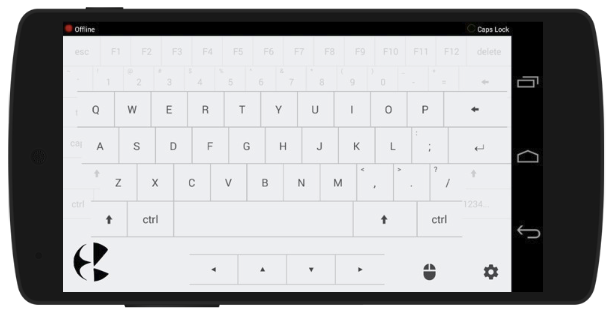 Offline Caps Lock
esc F1 F2 F3 F4 F5 F6 F7 F8 F9 F10 F11 F12 delete
1 2 3 4 5 6 7 8 9 0 - =
Q W E R T Y U I O P
A S D F G H J K L : ;
Z X C V B N M < , > . ? /
ctrl 1234...
ctrl ctrl